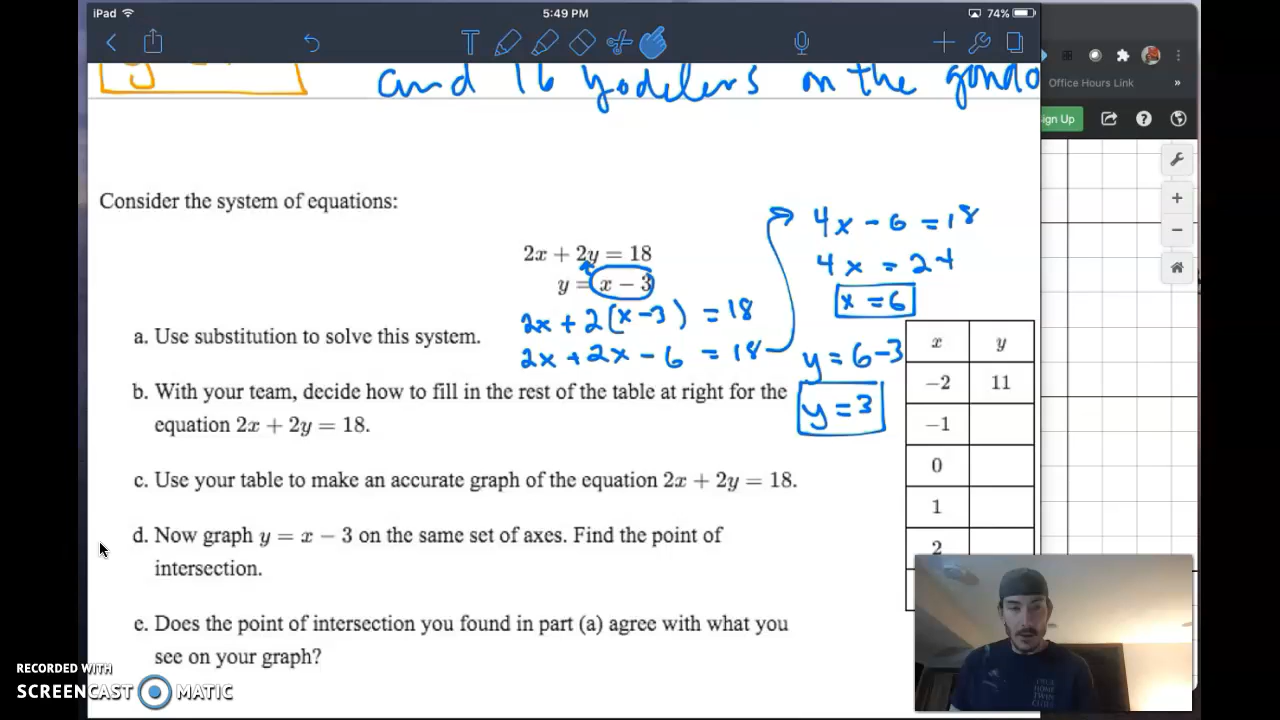 iPad
5:49 PM
74%
T
and 16 yodelers on the gondo
Office Hours Link
»
ign Up
Consider the system of equations:
2x + 2y = 18
y = x − 3
2x + 2(x-3) = 18
2x + 2x - 6 = 18
4x - 6 = 18
4x = 24
x = 6
y = 6-3
y = 3
a. Use substitution to solve this system.
b. With your team, decide how to fill in the rest of the table at right for the
equation 2x + 2y = 18.
c. Use your table to make an accurate graph of the equation 2x + 2y = 18.
d. Now graph y = x − 3 on the same set of axes. Find the point of
intersection.
e. Does the point of intersection you found in part (a) agree with what you
see on your graph?
x y
−2 11
−1
0
1
2
RECORDED WITH
SCREENCAST MATIC